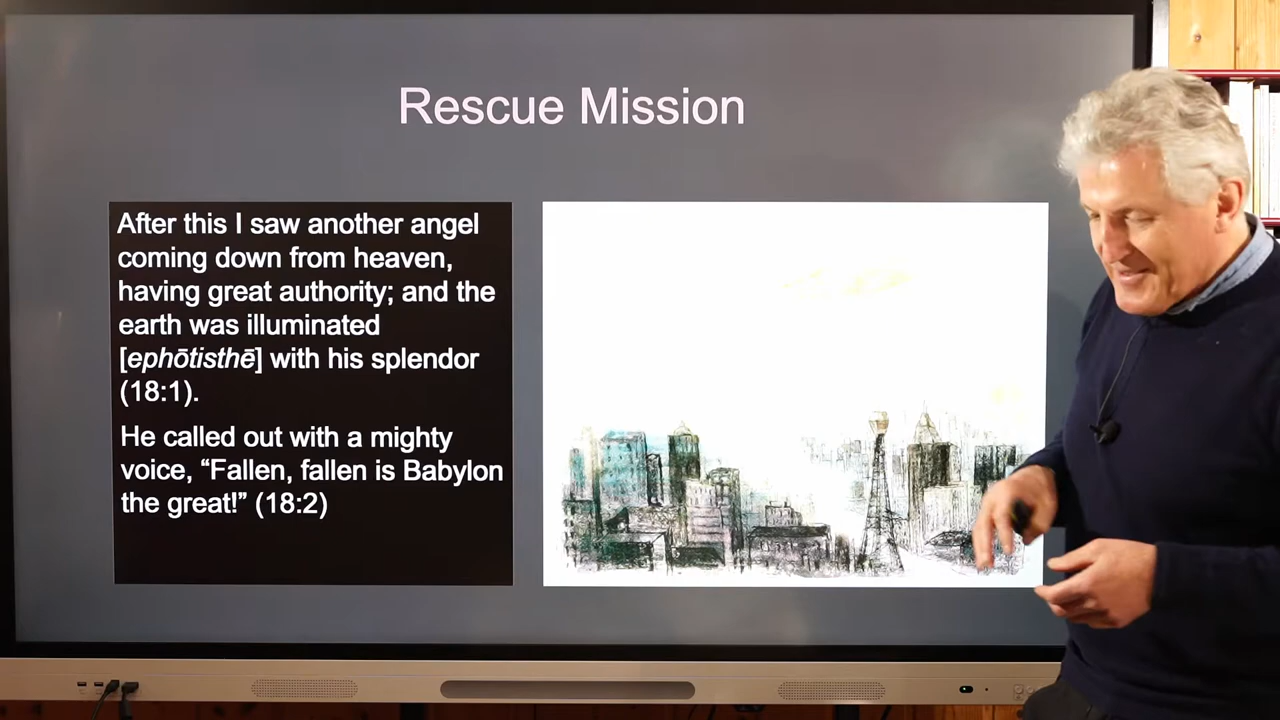 Rescue Mission
After this I saw another angel
coming down from heaven,
having great authority; and the
earth was illuminated
[ephōtisthē] with his splendor
(18:1).
He called out with a mighty
voice, “Fallen, fallen is Babylon
the great!” (18:2)